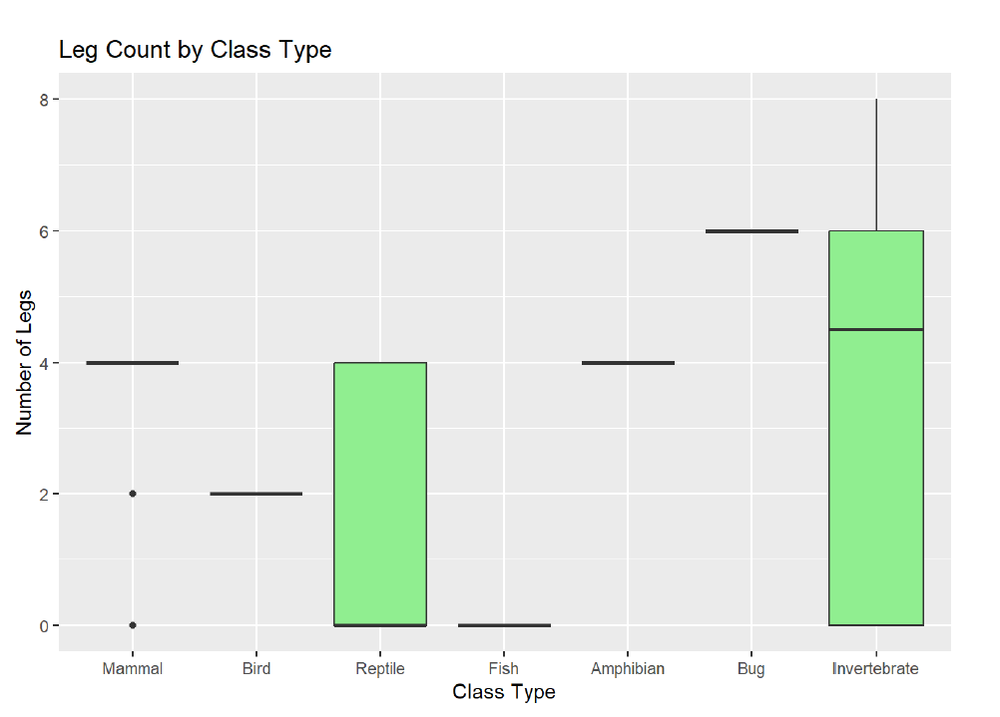 Leg Count by Class Type
8
6
4
2
0
Number of Legs
Mammal Bird Reptile Fish Amphibian Bug Invertebrate
Class Type